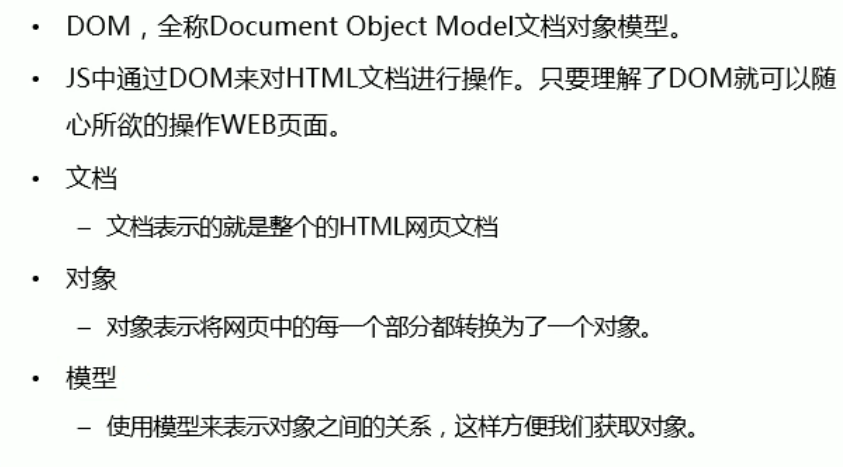 • DOM，全称Document Object Model文档对象模型。
• JS中通过DOM来对HTML文档进行操作。只要理解了DOM就可以随
心所欲的操作WEB页面。
• 文档
– 文档表示的就是整个的HTML网页文档
• 对象
– 对象表示将网页中的每一个部分都转换为了一个对象。
• 模型
– 使用模型来表示对象之间的关系，这样方便我们获取对象。